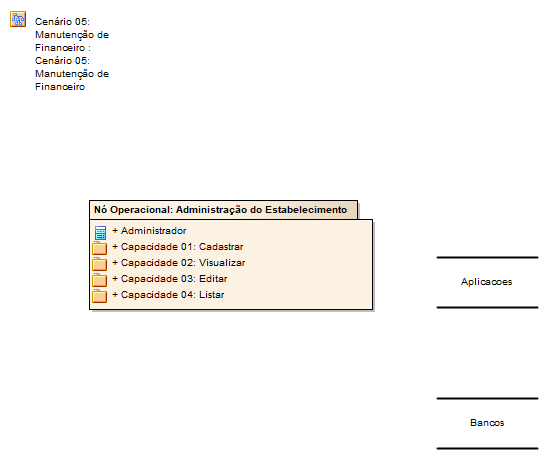 Cenário 05:
Manutenção de
Financeiro :
Cenário 05:
Manutenção de
Financeiro
Nó Operacional: Administração do Estabelecimento
+ Administrador
+ Capacidade 01: Cadastrar
+ Capacidade 02: Visualizar
+ Capacidade 03: Editar
+ Capacidade 04: Listar
Aplicacoes
Bancos